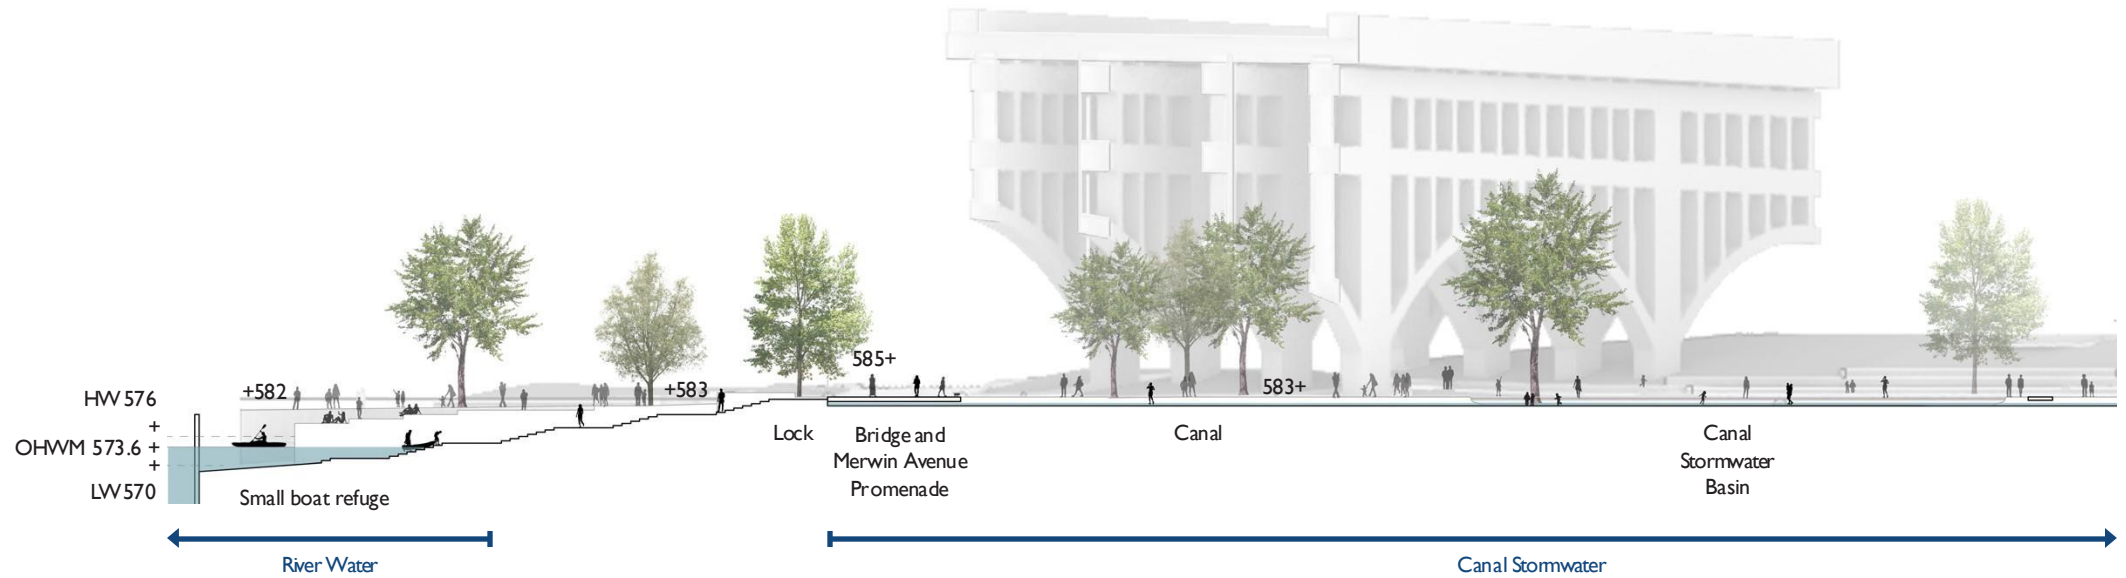 585+
583+
+582
+583
HW 576
+
OHWM 573.6 +
+
LW 570
Small boat refuge
Lock
Bridge and
Merwin Avenue
Promenade
Canal
Canal
Stormwater
Basin
River Water
Canal Stormwater